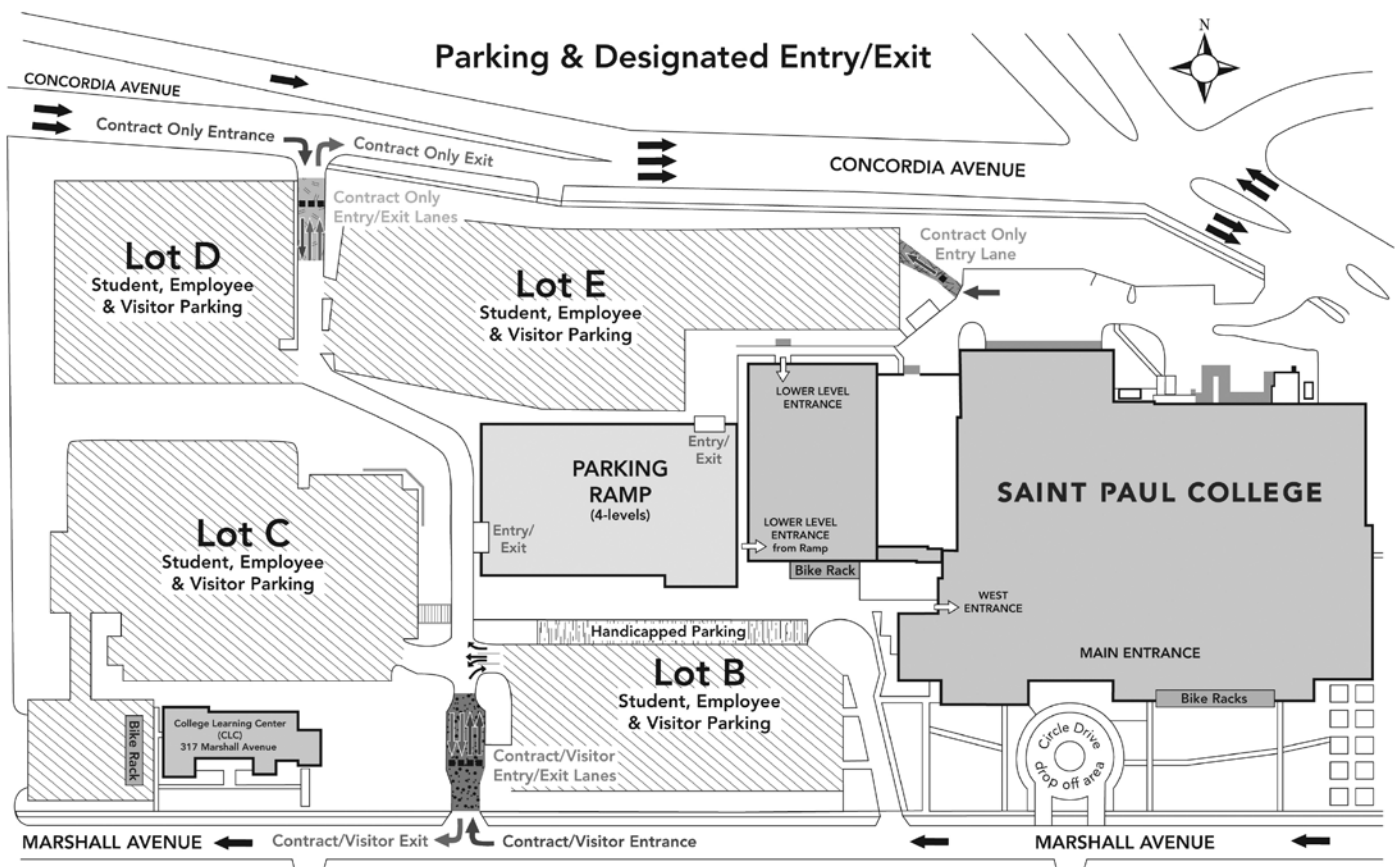 N
Parking & Designated Entry/Exit
CONCORDIA AVENUE
Contract Only Entrance
Contract Only Exit
CONCORDIA AVENUE
Contract Only
Entry/Exit Lanes
Contract Only
Entry Lane
Lot D
Student, Employee
& Visitor Parking
Lot E
Student, Employee
& Visitor Parking
LOWER LEVEL
ENTRANCE
Entry/
Exit
PARKING
RAMP
(4-levels)
SAINT PAUL COLLEGE
Lot C
Student, Employee
& Visitor Parking
Entry/
Exit
LOWER LEVEL
ENTRANCE
from Ramp
Bike Rack
WEST
ENTRANCE
Handicapped Parking
MAIN ENTRANCE
Lot B
Student, Employee
& Visitor Parking
Bike Racks
Bike Rack
College Learning Center
(CLC)
317 Marshall Avenue
Circle Drive
drop off area
Contract/Visitor
Entry/Exit Lanes
MARSHALL AVENUE
Contract/Visitor Exit
Contract/Visitor Entrance
MARSHALL AVENUE